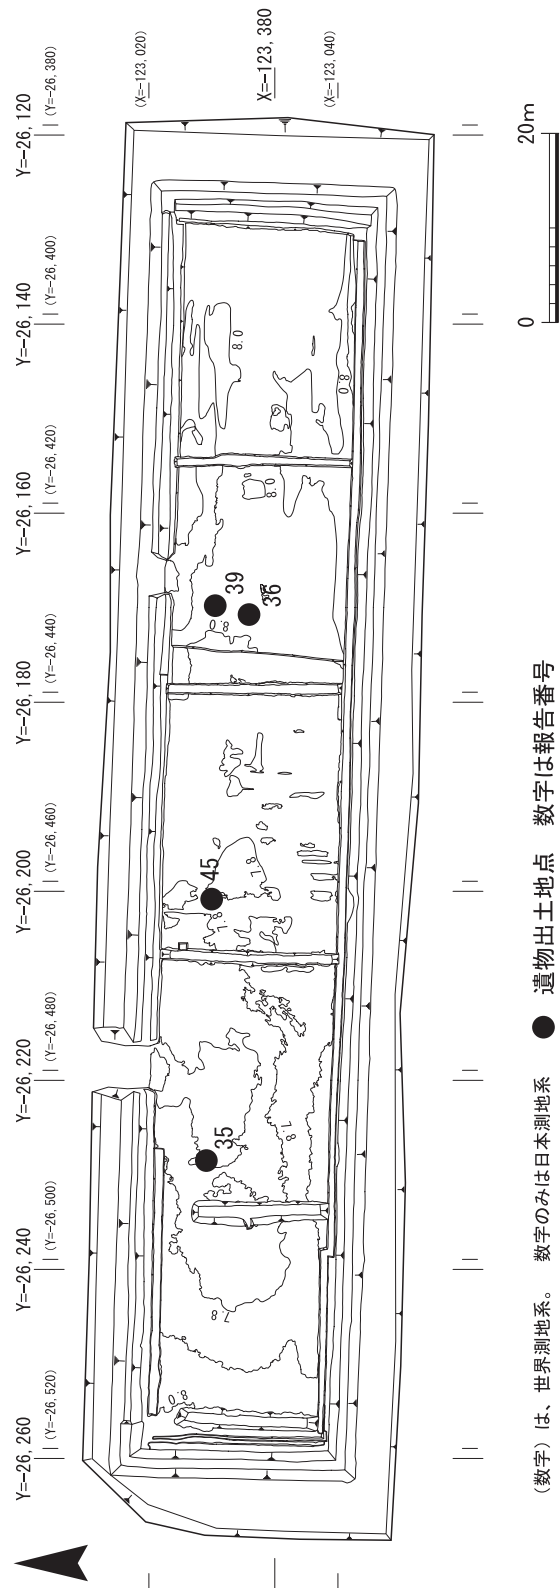 Y=-26,260
(Y=-26,520)
Y=-26,240
(Y=-26,500)
Y=-26,220
(Y=-26,480)
Y=-26,200
(Y=-26,460)
Y=-26,180
(Y=-26,440)
Y=-26,160
(Y=-26,420)
Y=-26,140
(Y=-26,400)
Y=-26,120
(Y=-26,380)
(X=-123,020)
X=-123,380
(X=-123,040)
8.0
7.8
35
7.8
7.8
45
7.8
8.0
39
36
8.0
8.0
8.0
(数字)は、世界測地系。 数字のみは日本測地系
● 遺物出土地点 数字は報告番号
0
20m